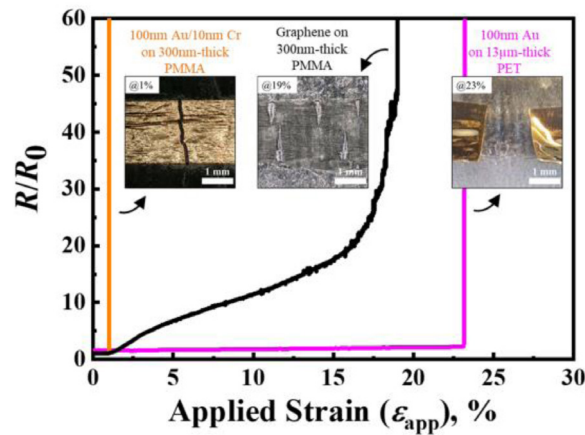 60
50
40
30
20
10
0
R/R0
100nm Au/10nm Cr
on 300nm-thick
PMMA
@1%
1 mm
Graphene on
300nm-thick
PMMA
@19%
1 mm
100nm Au
on 13μm-thick
PET
@23%
1 mm
0 5 10 15 20 25 30
Applied Strain (εapp), %